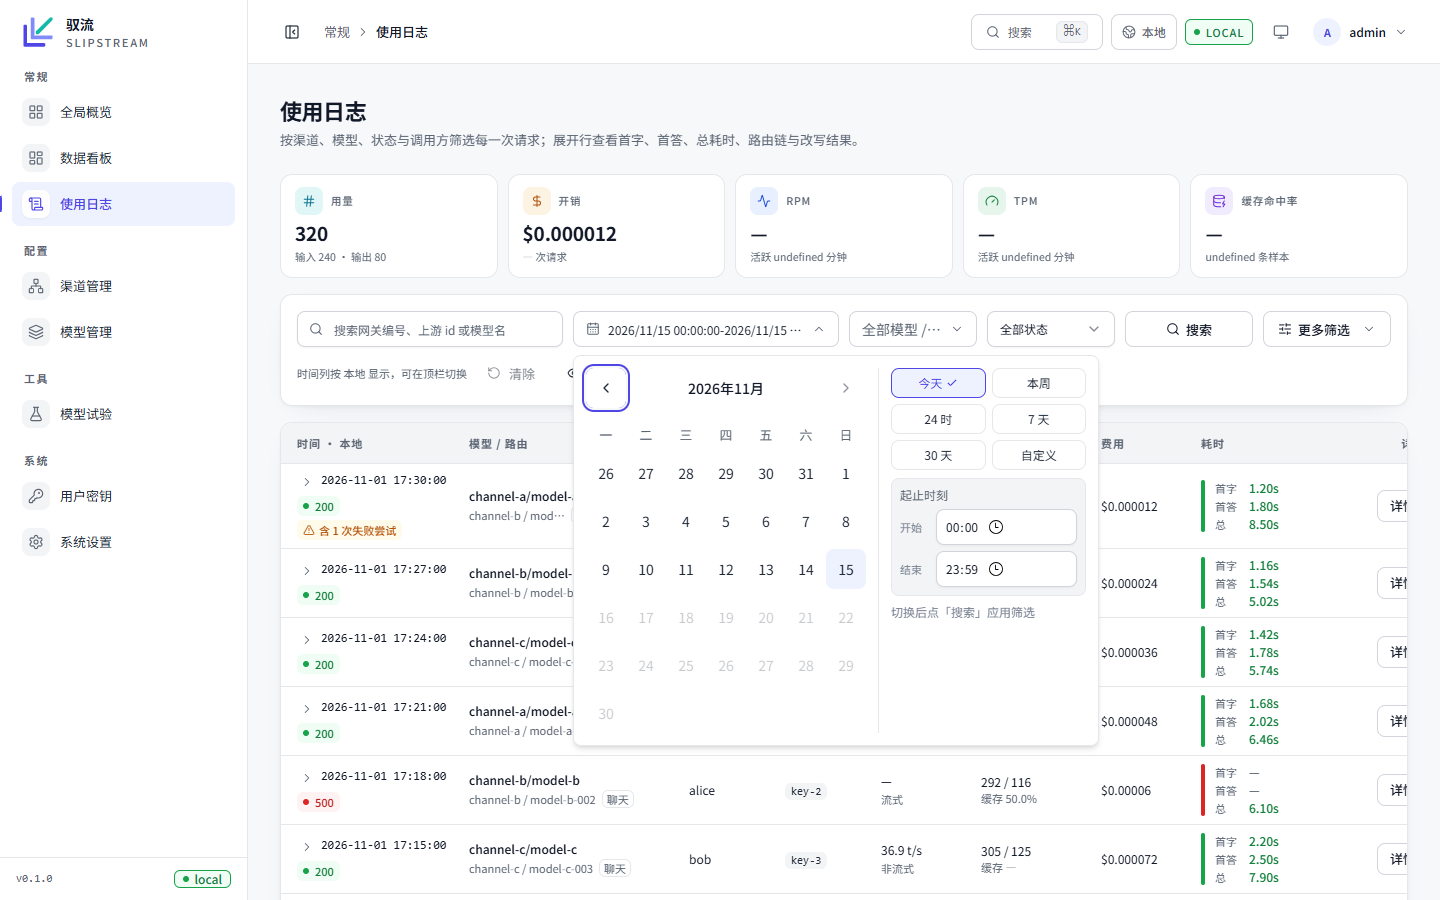 驭流
SLIPSTREAM
常规
全局概览
数据看板
使用日志
配置
渠道管理
模型管理
工具
模型试验
系统
用户密钥
系统设置
v0.1.0
local
常规
使用日志
搜索
⌘K
本地
LOCAL
A
admin
使用日志
按渠道、模型、状态与调用方筛选每一次请求；展开行查看首字、首答、总耗时、路由链与改写结果。
用量
320
输入 240 · 输出 80
开销
$0.000012
— 次请求
RPM
—
活跃 undefined 分钟
TPM
—
活跃 undefined 分钟
缓存命中率
—
undefined 条样本
搜索网关编号、上游 id 或模型名
2026/11/15 00:00:00-2026/11/15 ···
全部模型 /···
全部状态
搜索
更多筛选
时间列按 本地 显示，可在顶栏切换
清除
2026年11月
一 二 三 四 五 六 日
26 27 28 29 30 31 1
2 3 4 5 6 7 8
9 10 11 12 13 14 15
16 17 18 19 20 21 22
23 24 25 26 27 28 29
30
今天
本周
24 时
7 天
30 天
自定义
起止时刻
开始 00:00
结束 23:59
切换后点「搜索」应用筛选
时间 · 本地
模型 / 路由
费用
耗时
2026-11-01 17:30:00
200
含 1 次失败尝试
channel-a/model-
channel-b / mod···
$0.000012
首字 1.20s
首答 1.80s
总 8.50s
详
2026-11-01 17:27:00
200
channel-b/model-
channel-b / model-b
$0.000024
首字 1.16s
首答 1.54s
总 5.02s
详
2026-11-01 17:24:00
200
channel-c/model-
channel-c / model-c-
$0.000036
首字 1.42s
首答 1.78s
总 5.74s
详
2026-11-01 17:21:00
200
channel-a/model-
channel-a / model-a
$0.000048
首字 1.68s
首答 2.02s
总 6.46s
详
2026-11-01 17:18:00
500
channel-b/model-b
channel-b / model-b-002 聊天
alice
key-2
—
流式
292 / 116
缓存 50.0%
$0.00006
首字 —
首答 —
总 6.10s
详
2026-11-01 17:15:00
200
channel-c/model-c
channel-c / model-c-003 聊天
bob
key-3
36.9 t/s
非流式
305 / 125
缓存 —
$0.000072
首字 2.20s
首答 2.50s
总 7.90s
详